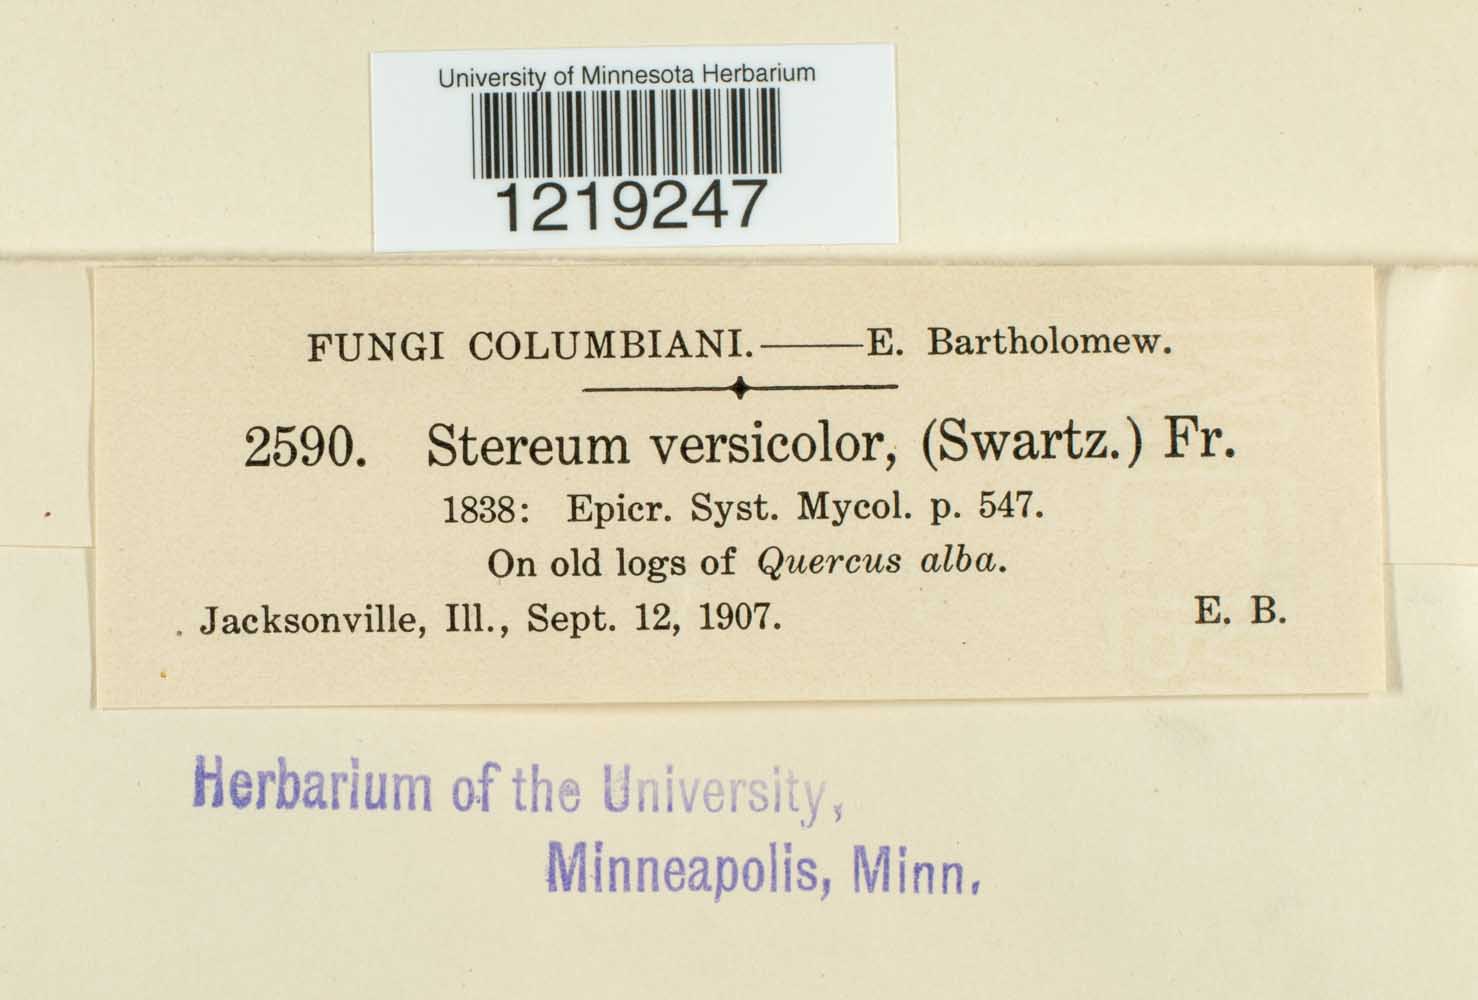 University of Minnesota Herbarium
1219247
FUNGI COLUMBIANI.——E. Bartholomew.
2590. Stereum versicolor, (Swartz.) Fr.
1838: Epicr. Syst. Mycol. p. 547.
On old logs of Quercus alba.
Jacksonville, Ill., Sept. 12, 1907. E. B.
Herbarium of the University,
Minneapolis, Minn.